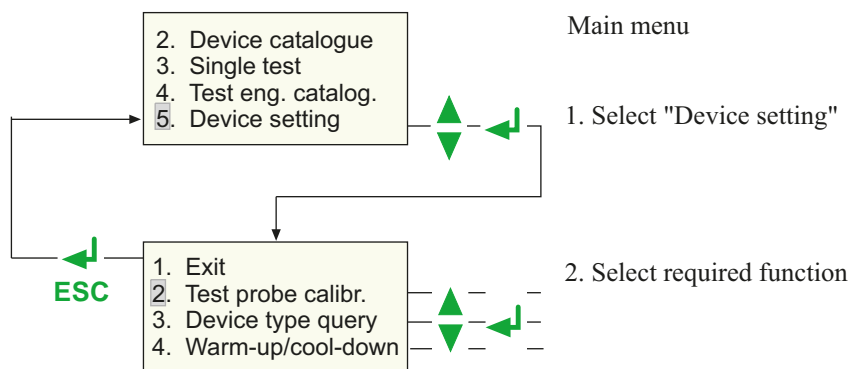 Main menu
2. Device catalogue
3. Single test
4. Test eng. catalog.
5. Device setting
1. Select "Device setting"
ESC
1. Exit
2. Test probe calibr.
3. Device type query
4. Warm-up/cool-down
2. Select required function